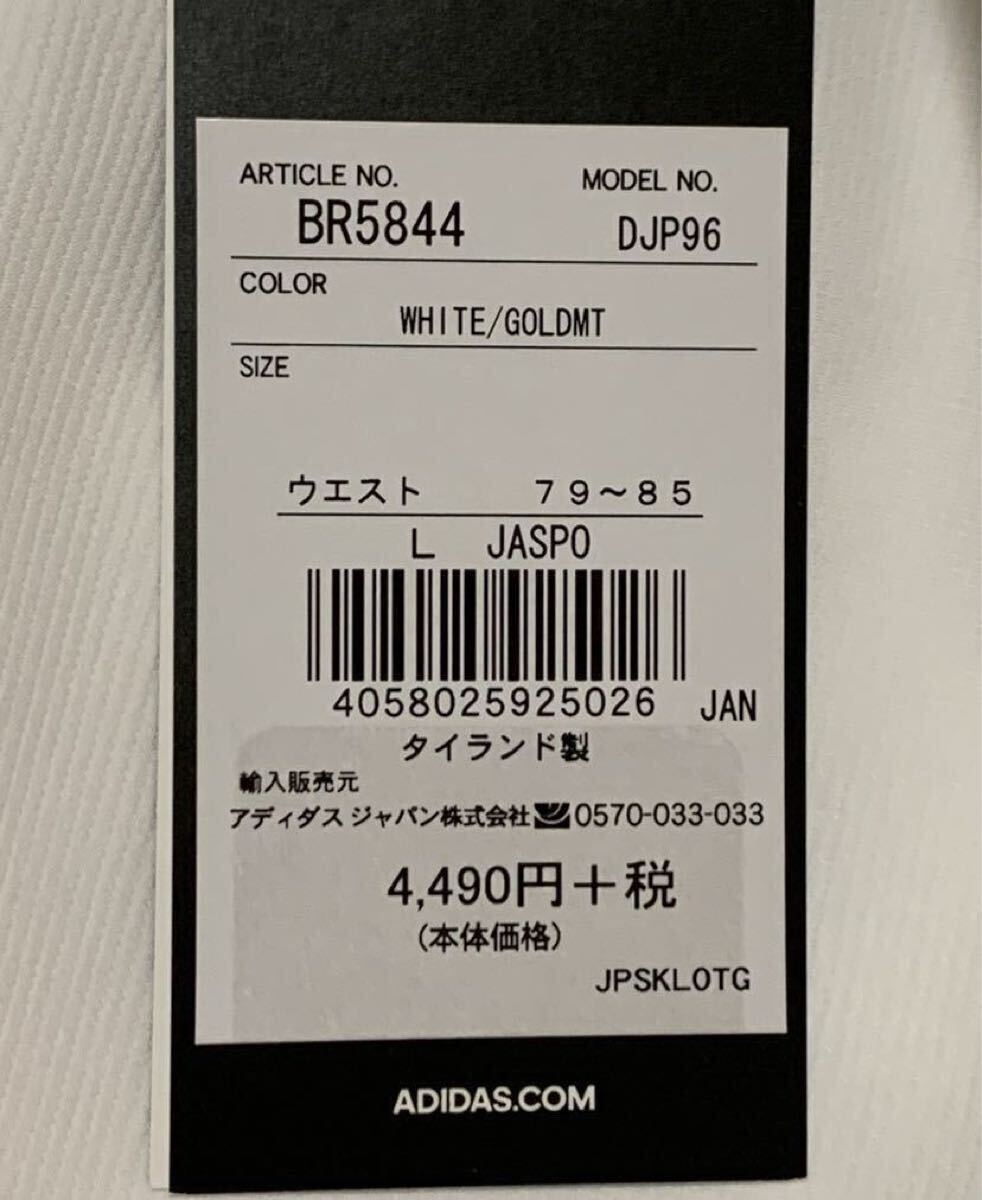 ARTICLE NO. MODEL NO.
BR5844 DJP96
COLOR
WHITE/GOLDMT
SIZE
ウエスト 79～85
L JASPO
4058025925026 JAN
タイランド製
輸入販売元
アディダス ジャパン株式会社 0570-033-033
4,490円＋税
(本体価格)
JPSKLOTG
ADIDAS.COM